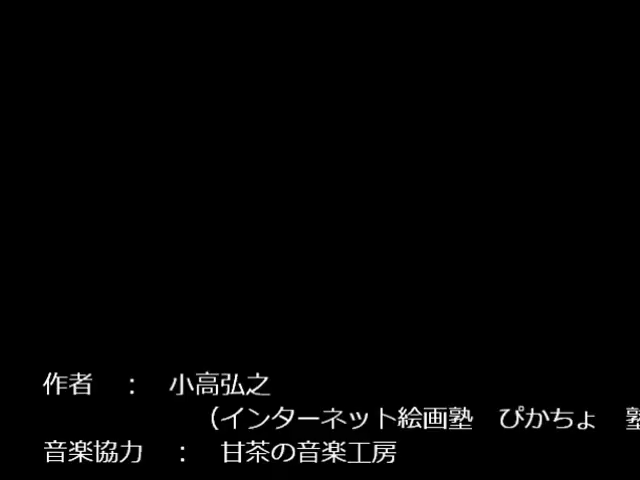 作者　：　小高弘之
（インターネット絵画塾　ぴかちょ　塾
音楽協力　：　甘茶の音楽工房